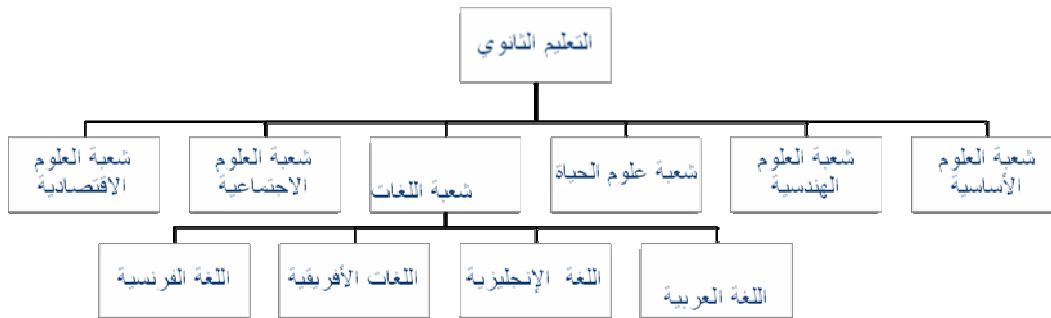 التعليم الثانوي
شعبة العلوم
الأساسية
شعبة العلوم
الهندسية
شعبة علوم الحياة
شعبة اللغات
شعبة العلوم
الاجتماعية
شعبة العلوم
الاقتصادية
اللغة العربية
اللغة الإنجليزية
اللغات الأفريقية
اللغة الفرنسية